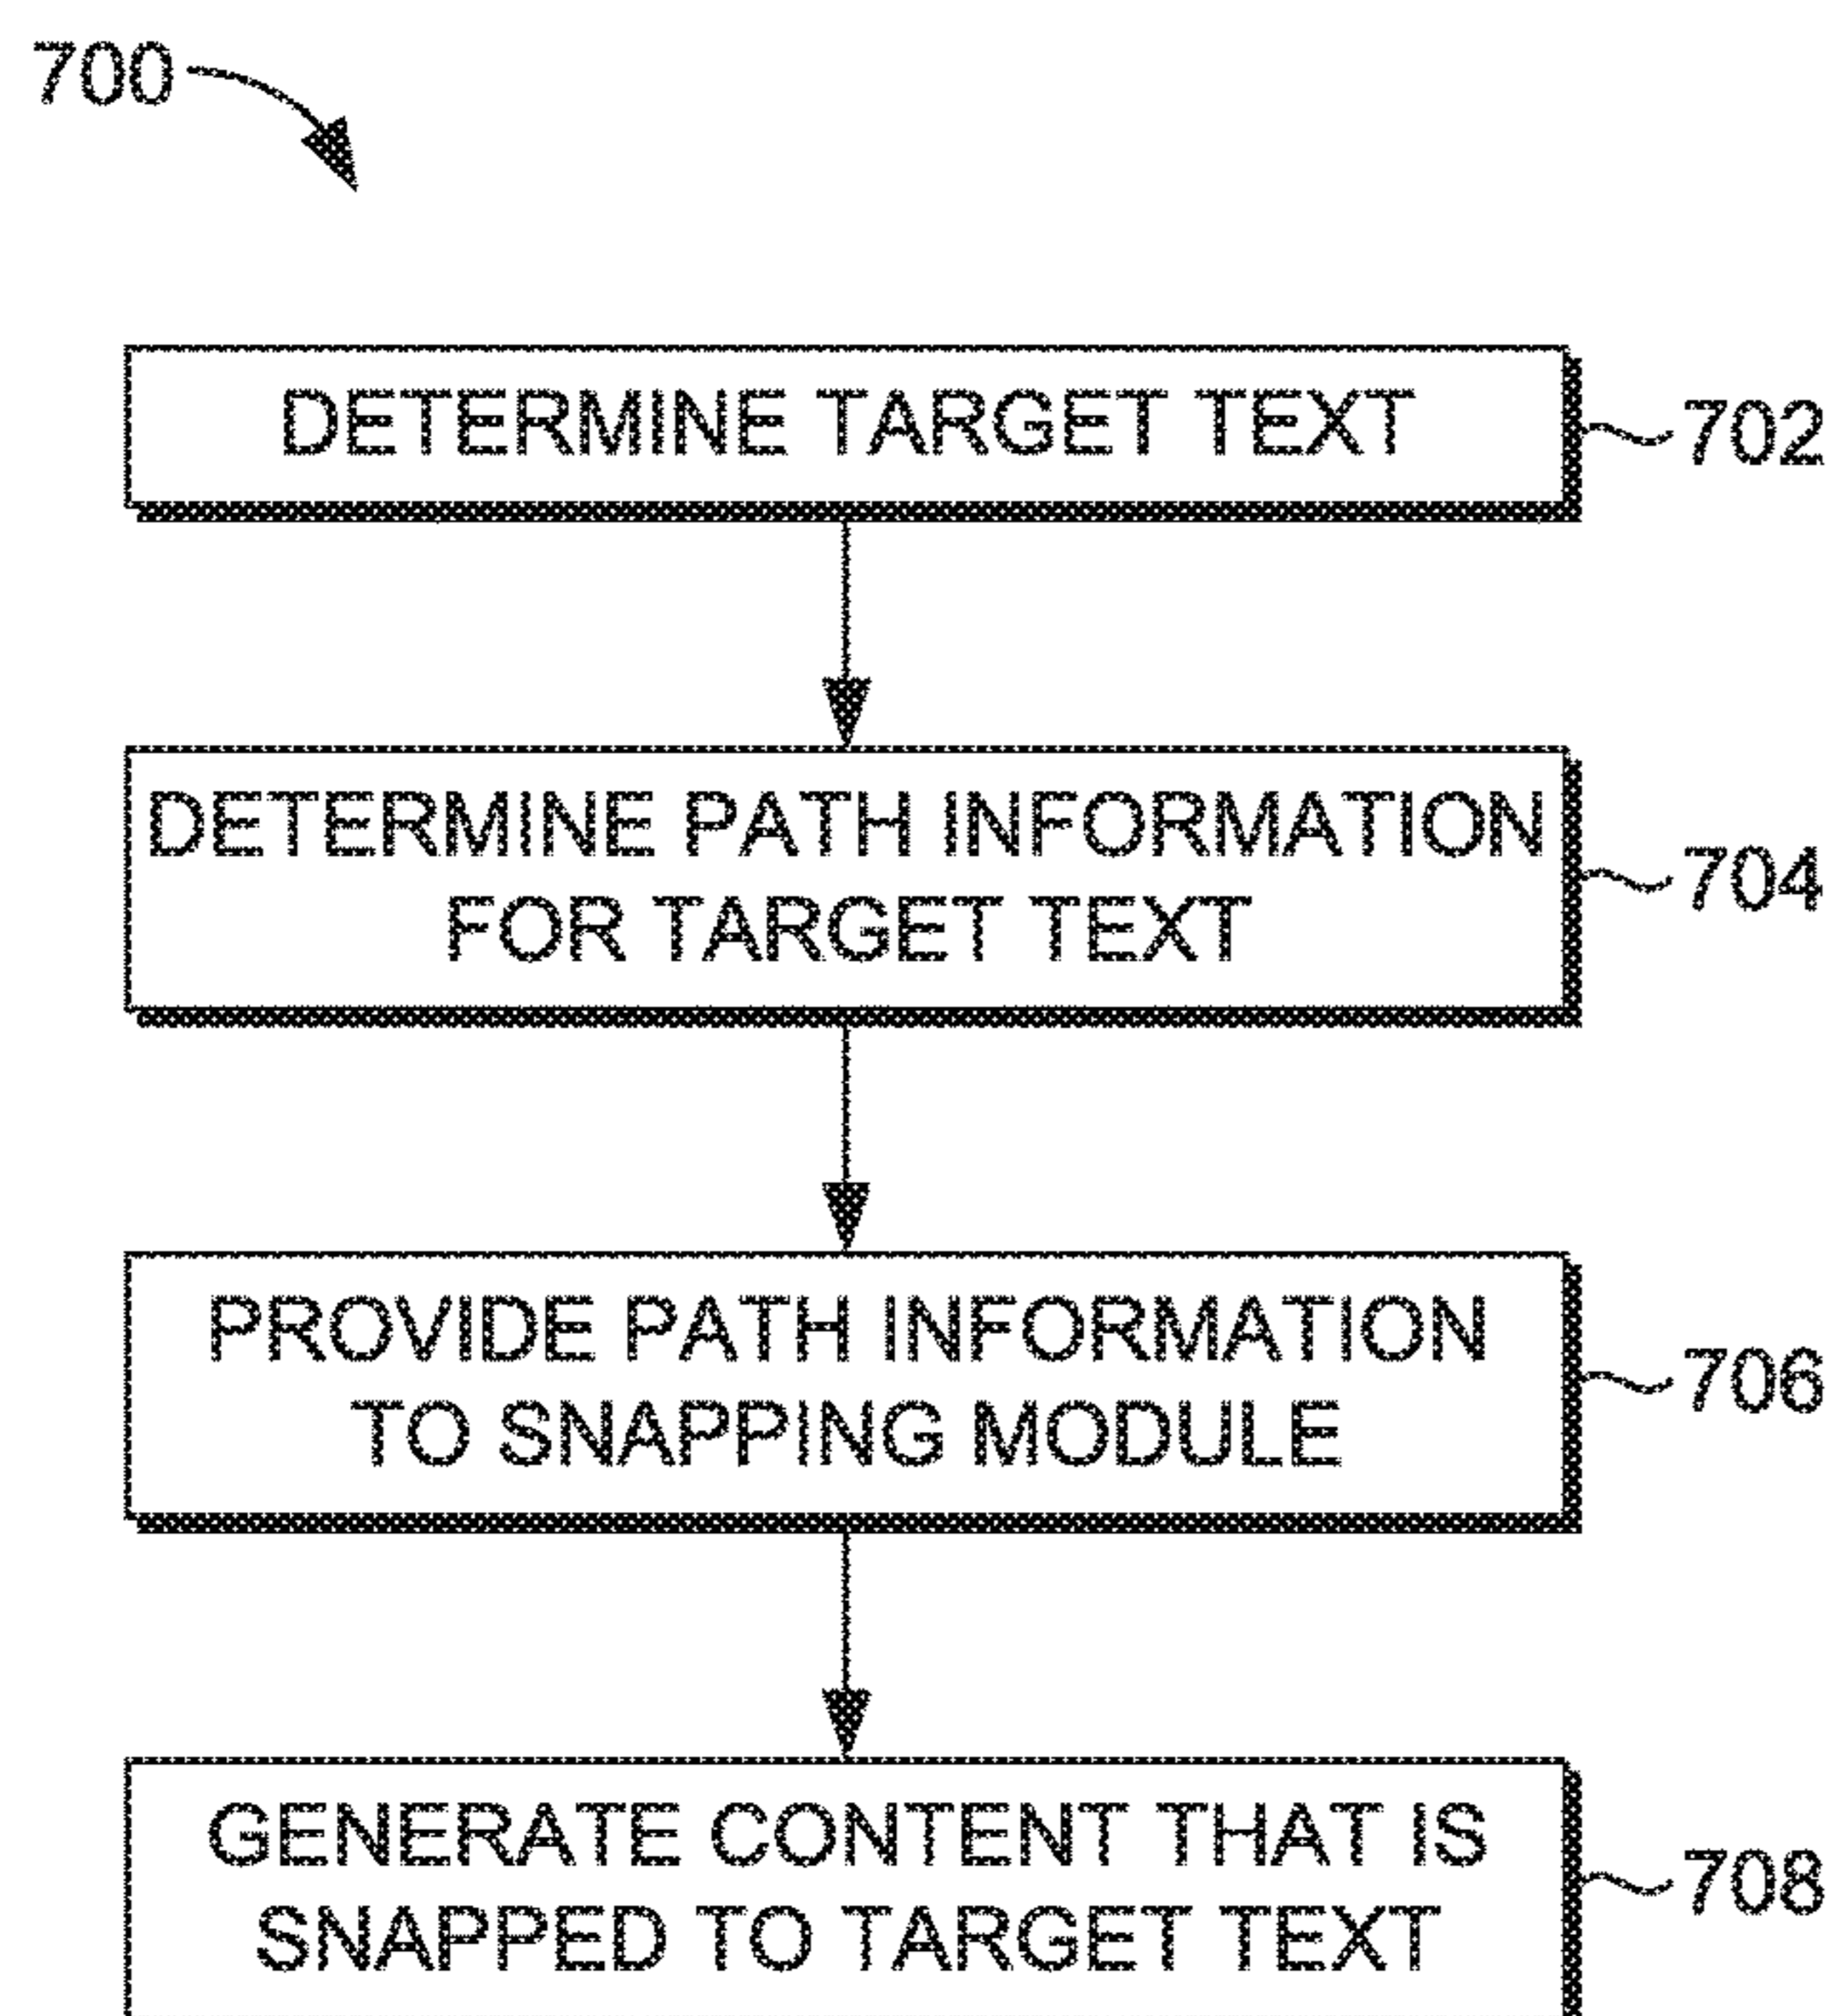 700
DETERMINE TARGET TEXT
702
DETERMINE PATH INFORMATION
FOR TARGET TEXT
704
PROVIDE PATH INFORMATION
TO SNAPPING MODULE
706
GENERATE CONTENT THAT IS
SNAPPED TO TARGET TEXT
708